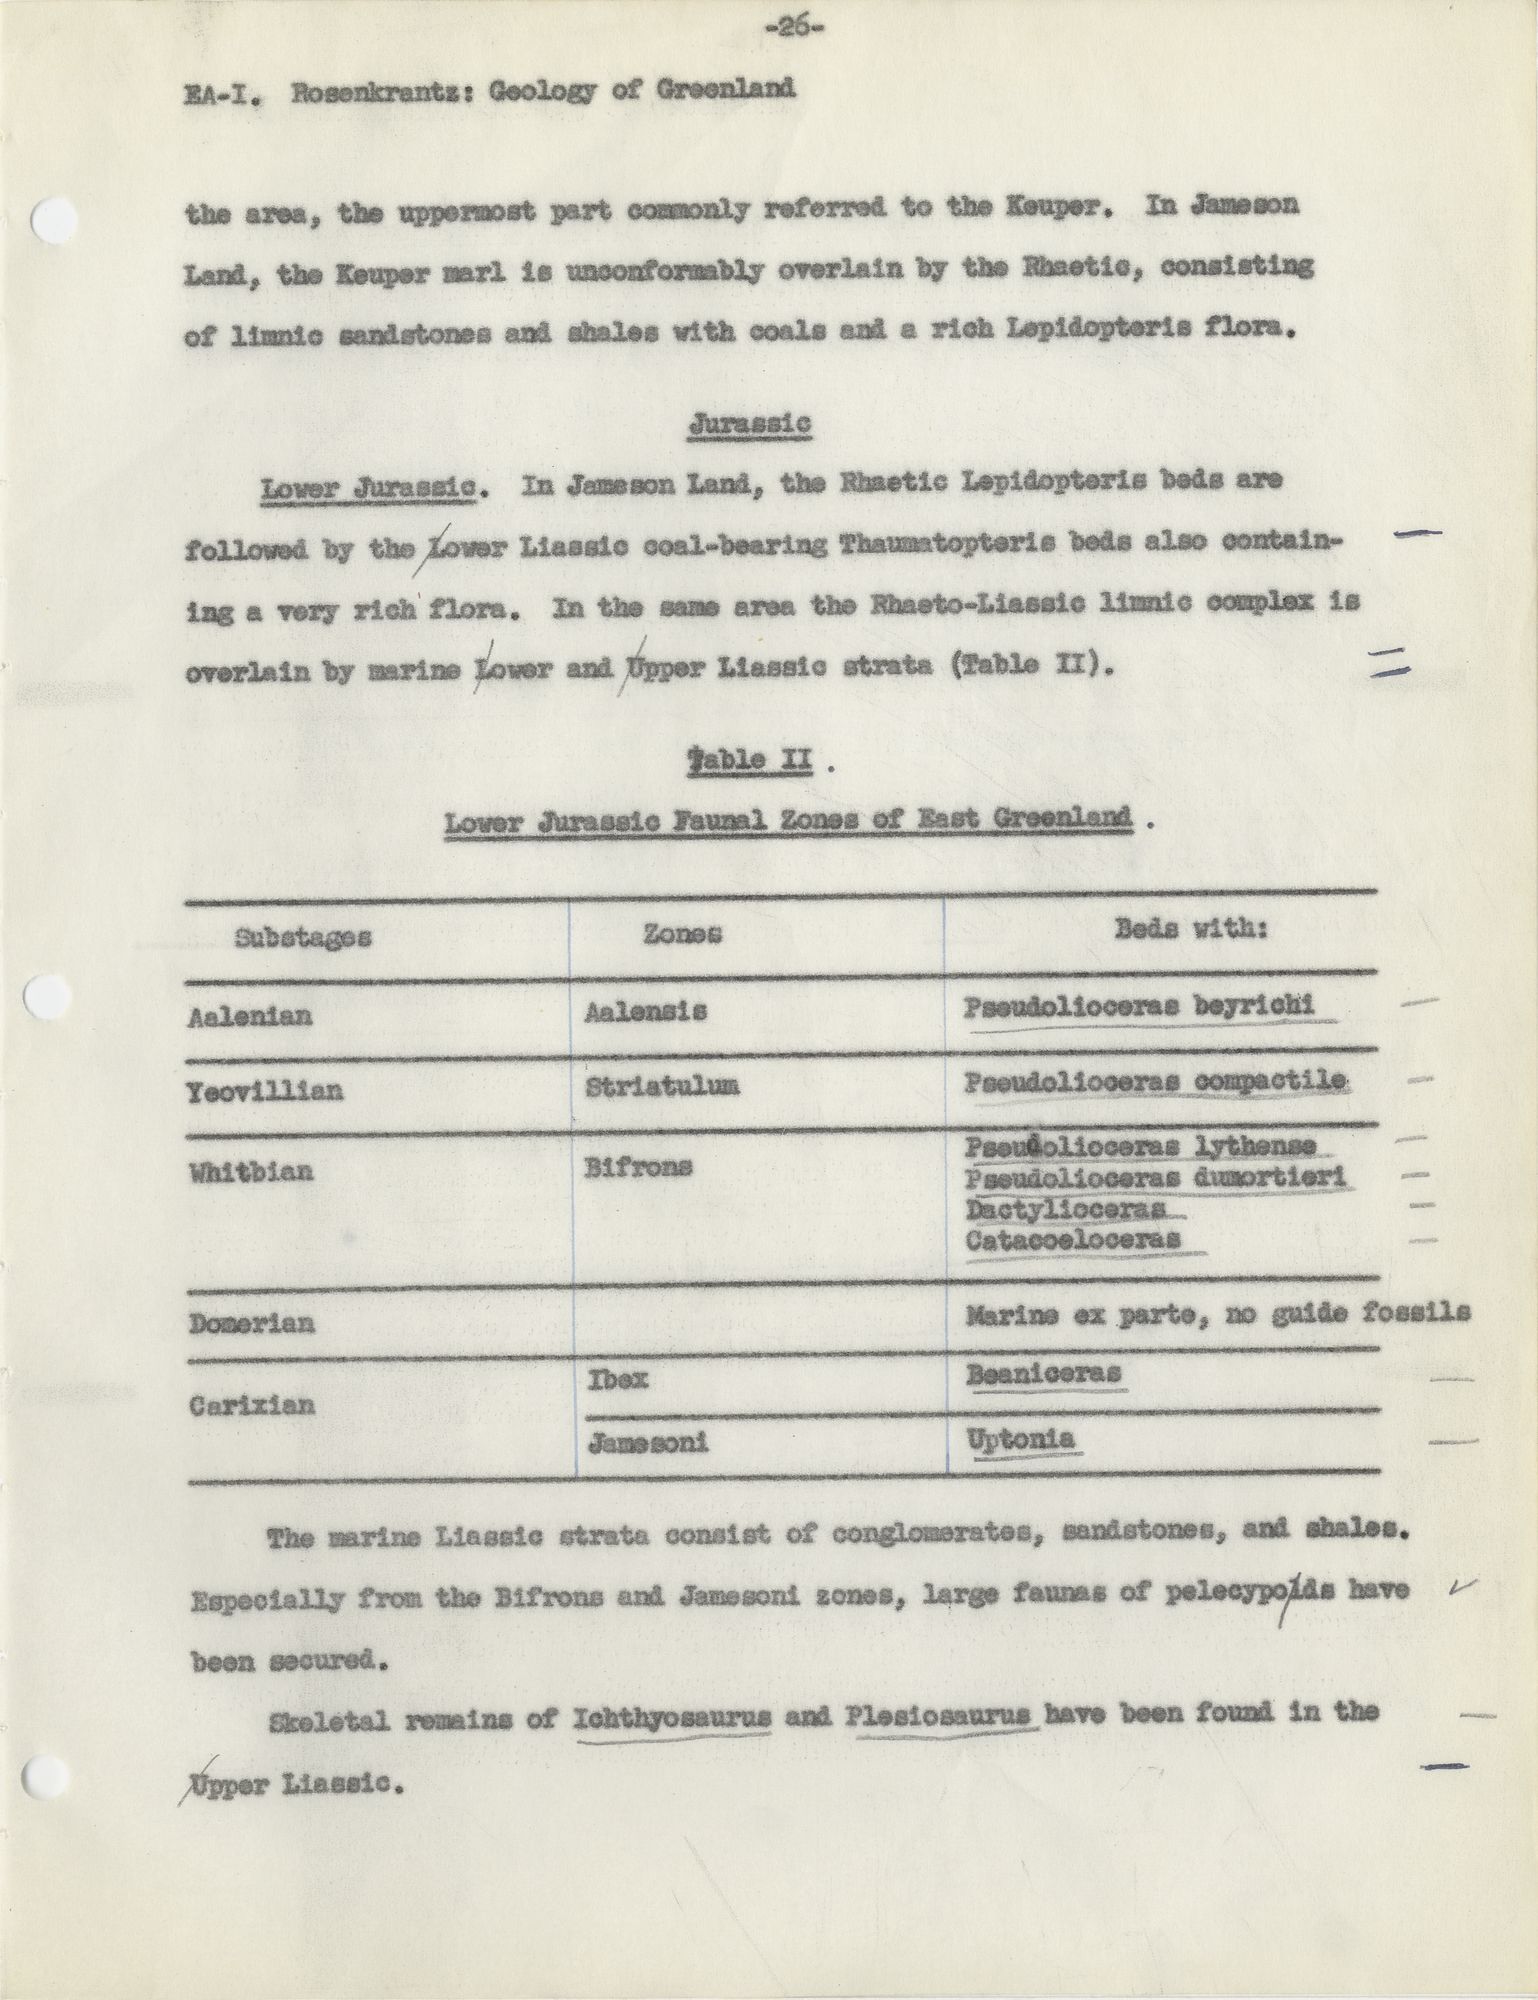 -26-
EA-I. Rosenkrantz: Geology of Greenland
the area, the uppermost part commonly referred to the Keuper. In Jameson
Land, the Keuper marl is unconformably overlain by the Rhaetic, consisting
of limnic sandstones and shales with coals and a rich Lepidopteris flora.
Jurassic
Lower Jurassic. In Jameson Land, the Rhaetic Lepidopteris beds are
followed by the Lower Liassic coal-bearing Thaumatopteris beds also contain-
ing a very rich flora. In the same area the Rhaeto-Liassic limnic complex is
overlain by marine Lower and Upper Liassic strata (Table II).
Table II.
Lower Jurassic Faunal Zones of East Greenland.
Substages Zones Beds with:
Aalenian Aalensis Pseudolioceras beyrichi
Yeovillian Striatulum Pseudolioceras compactile
Whitbian Bifrons Pseudolioceras lythense
Pseudolioceras dumortieri
Dactylioceras
Catacoeloceras
Domerian Marine ex parte, no guide fossils
Carixian Ibex Beaniceras
Jamesoni Uptonia
The marine Liassic strata consist of conglomerates, sandstones, and shales.
Especially from the Bifrons and Jamesoni zones, large faunas of pelecypoids have
been secured.
Skeletal remains of Ichthyosaurus and Plesiosaurus have been found in the
Upper Liassic.